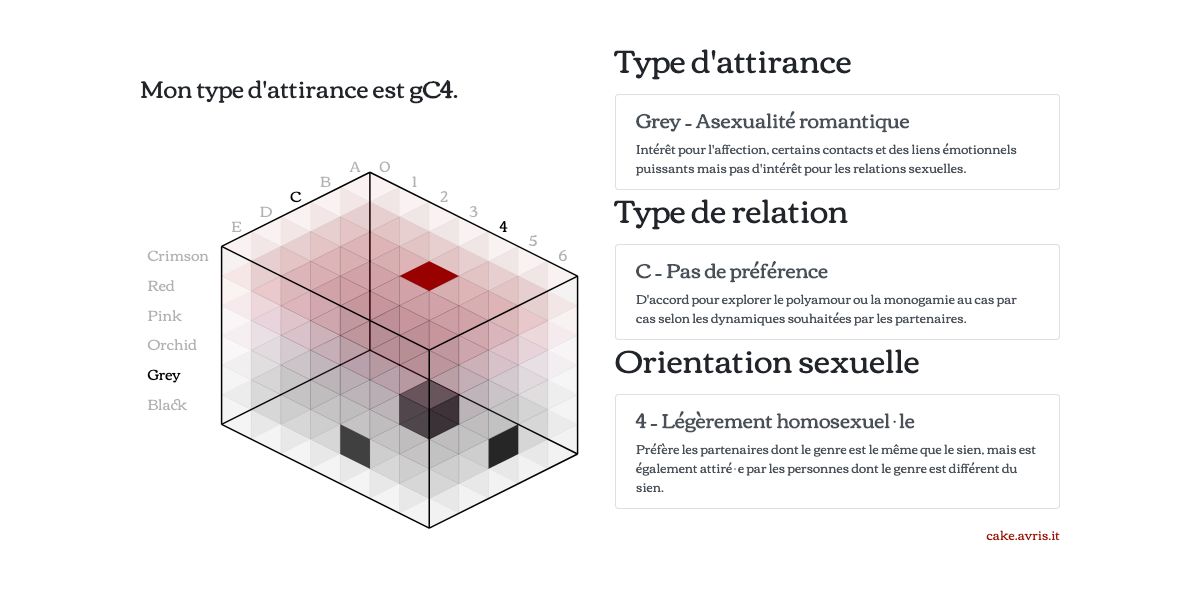 Mon type d'attirance est gC4.
A
O
B
1
C
2
D
3
E
4
5
6
Crimson
Red
Pink
Orchid
Grey
Black
Type d'attirance
Grey - Asexualité romantique
Intérêt pour l'affection, certains contacts et des liens émotionnels
puissants mais pas d'intérêt pour les relations sexuelles.
Type de relation
C - Pas de préférence
D'accord pour explorer le polyamour ou la monogamie au cas par
cas selon les dynamiques souhaitées par les partenaires.
Orientation sexuelle
4 - Légèrement homosexuel·le
Préfère les partenaires dont le genre est le même que le sien, mais est
également attiré·e par les personnes dont le genre est différent du
sien.
cake.avris.it